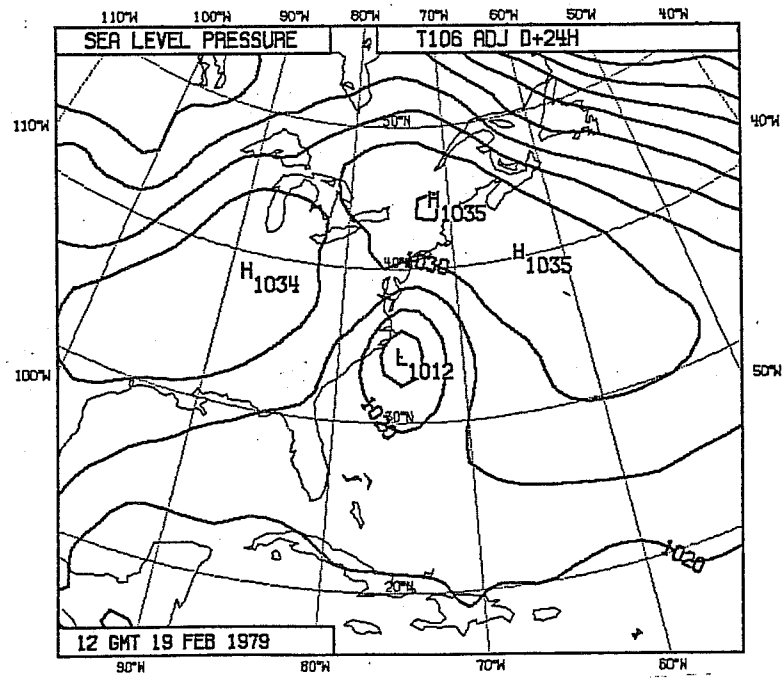 110°W 100°W 90°W 80°W 70°W 60°W 50°W 40°W
SEA LEVEL PRESSURE T106 ADJ D+24H
110°W 50°N 40°W
H 1035
H 1034 40°N 1030 H 1035
L 1012
100°W 50°W
1020 30°N
1020
20°N
12 GMT 19 FEB 1979
90°W 80°W 70°W 60°W